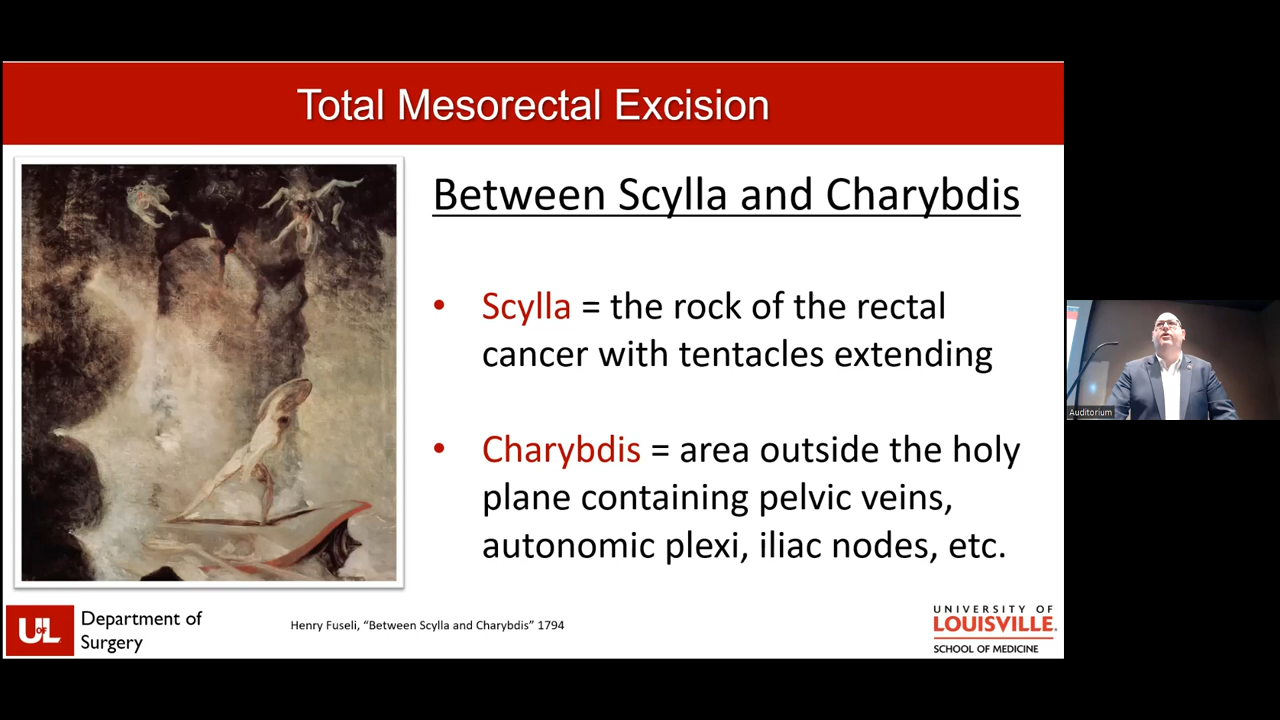 Total Mesorectal Excision
Between Scylla and Charybdis
• Scylla = the rock of the rectal
cancer with tentacles extending
• Charybdis = area outside the holy
plane containing pelvic veins,
autonomic plexi, iliac nodes, etc.
Auditorium
UofL
Department of
Surgery
Henry Fuseli, “Between Scylla and Charybdis” 1794
UNIVERSITY OF
LOUISVILLE.
SCHOOL OF MEDICINE